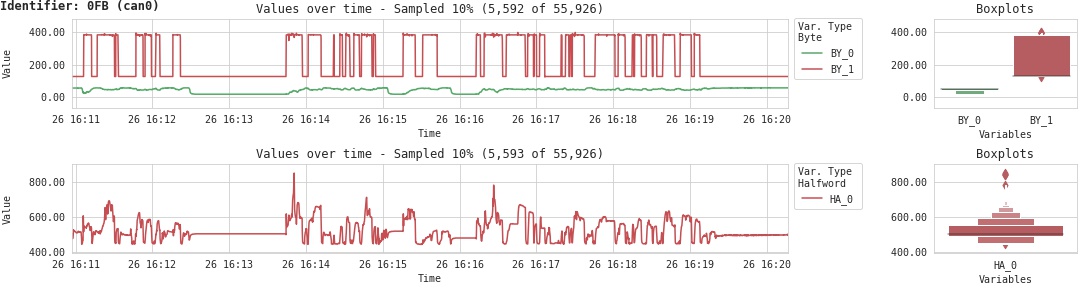 Identifier: 0FB (can0)
Values over time - Sampled 10% (5,592 of 55,926)
Boxplots
Value
400.00
200.00
0.00
26 16:11 26 16:12 26 16:13 26 16:14 26 16:15 26 16:16 26 16:17 26 16:18 26 16:19 26 16:20
Time
Var. Type
Byte
BY_0
BY_1
400.00
200.00
0.00
BY_0 BY_1
Variables
Values over time - Sampled 10% (5,593 of 55,926)
Boxplots
Value
800.00
600.00
400.00
26 16:11 26 16:12 26 16:13 26 16:14 26 16:15 26 16:16 26 16:17 26 16:18 26 16:19 26 16:20
Time
Var. Type
Halfword
HA_0
800.00
600.00
400.00
HA_0
Variables